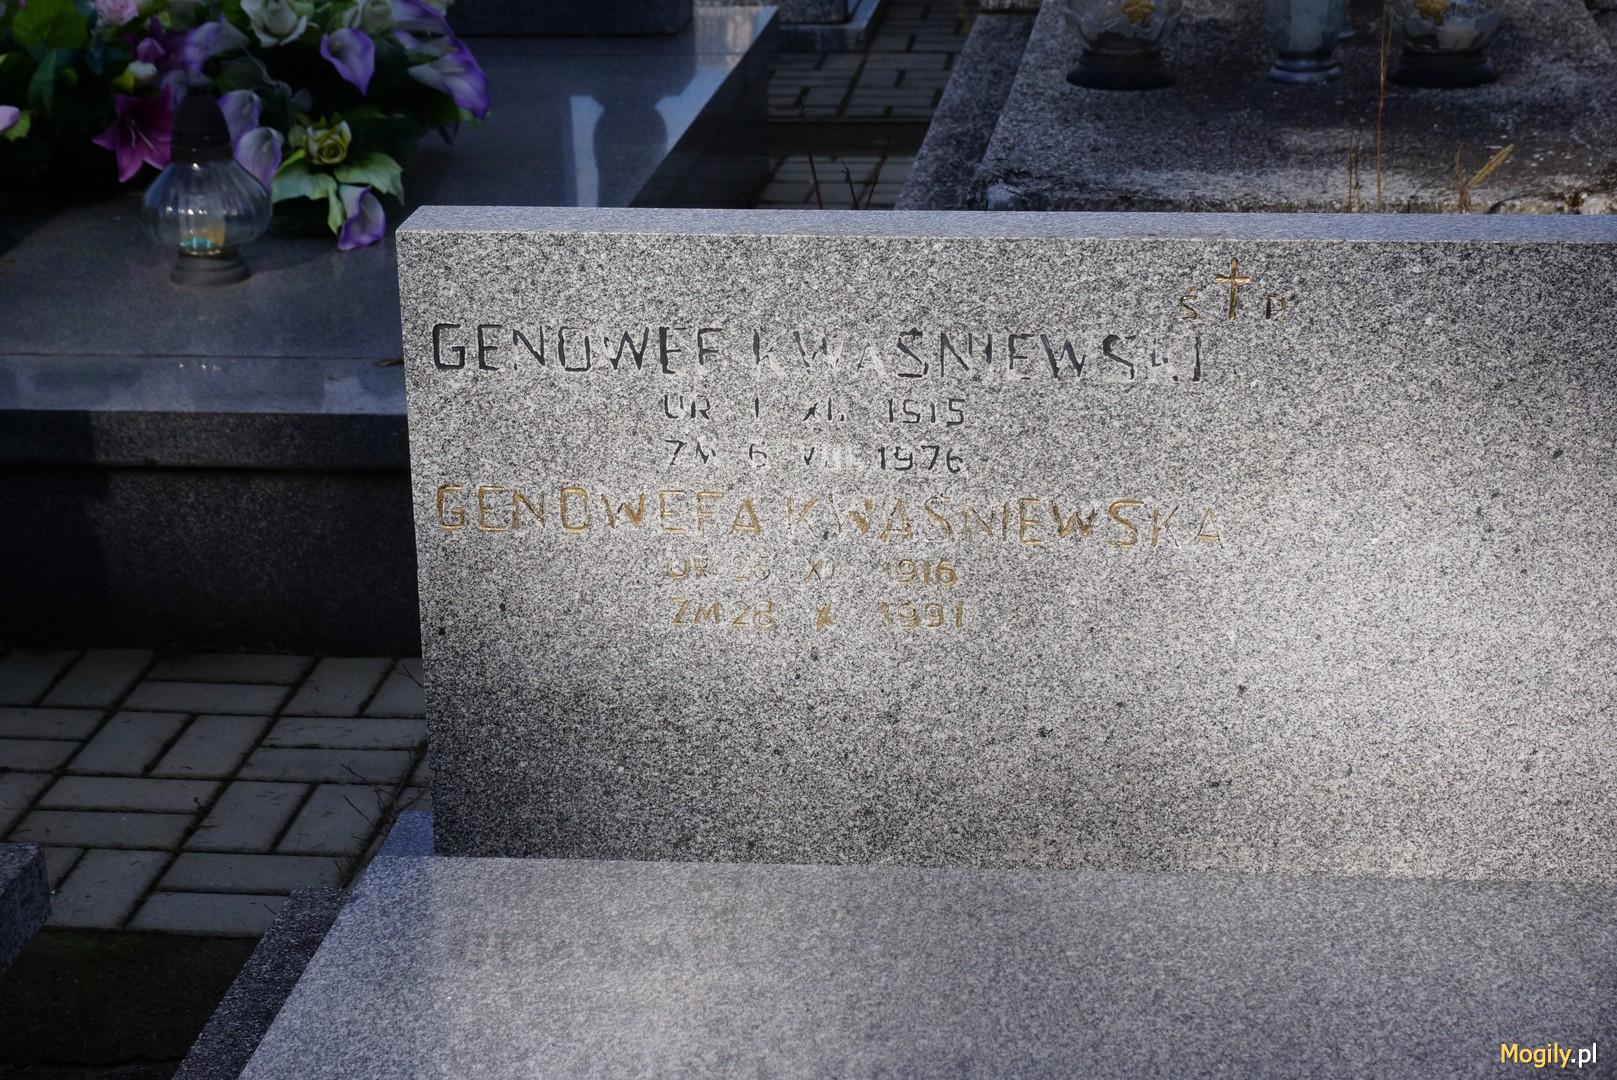 Ś P
GENOWEF KWAŚNIEWSKI
UR 1 XII 1915
ZM 6 VIII 1976
GENOWEFA KWAŚNIEWSKA
UR 26 XI 1916
ZM 28 X 1991
Mogily.pl